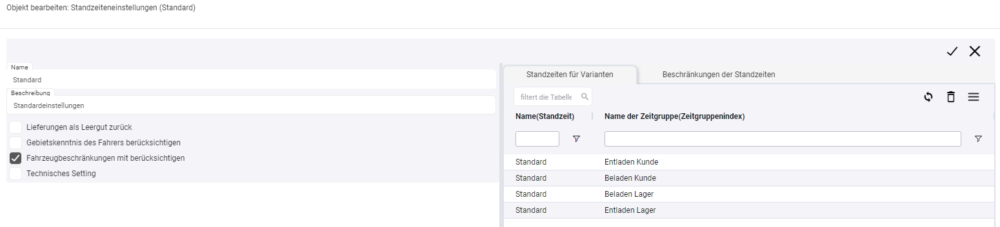 Objekt bearbeiten: Standzeiteneinstellungen (Standard)
Name
Standard
Beschreibung
Standardeinstellungen
Lieferungen als Leergut zurück
Gebietskenntnis des Fahrers berücksichtigen
Fahrzeugbeschränkungen mit berücksichtigen
Technisches Setting
Standzeiten für Varianten
Beschränkungen der Standzeiten
filtert die Tabelle
Name(Standzeit)
Name der Zeitgruppe(Zeitgruppenindex)
Standard
Entladen Kunde
Standard
Beladen Kunde
Standard
Beladen Lager
Standard
Entladen Lager